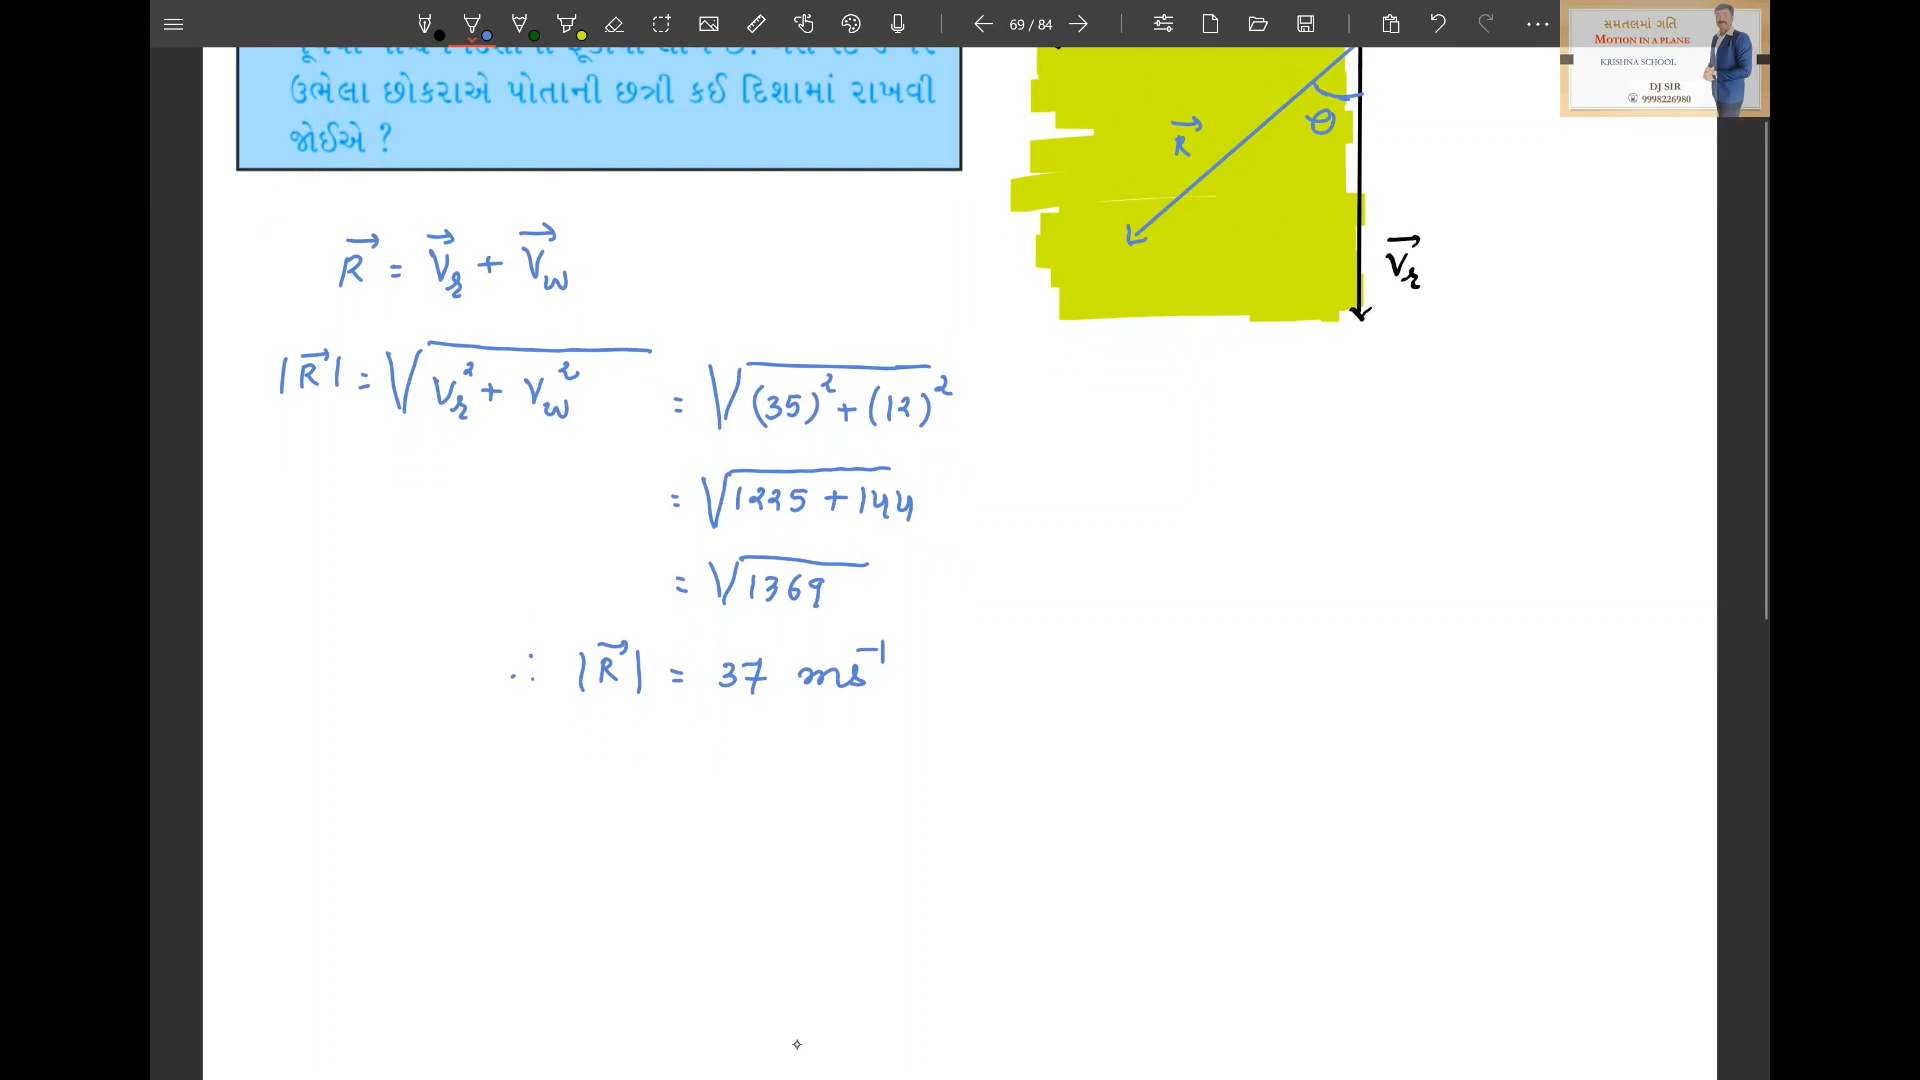 69 / 84
સમતલમાં ગતિ
MOTION IN A PLANE
KRISHNA SCHOOL
DJ SIR
9998226980
ઉભેલા છોકરાએ પોતાની છત્રી કઈ દિશામાં રાખવી
જોઈએ ?
θ
R⃗
V⃗r
R⃗ = V⃗r + V⃗w
|R⃗| = √(Vr² + Vw²) = √((35)² + (12)²)
= √(1225 + 144)
= √1369
∴ |R⃗| = 37 ms⁻¹